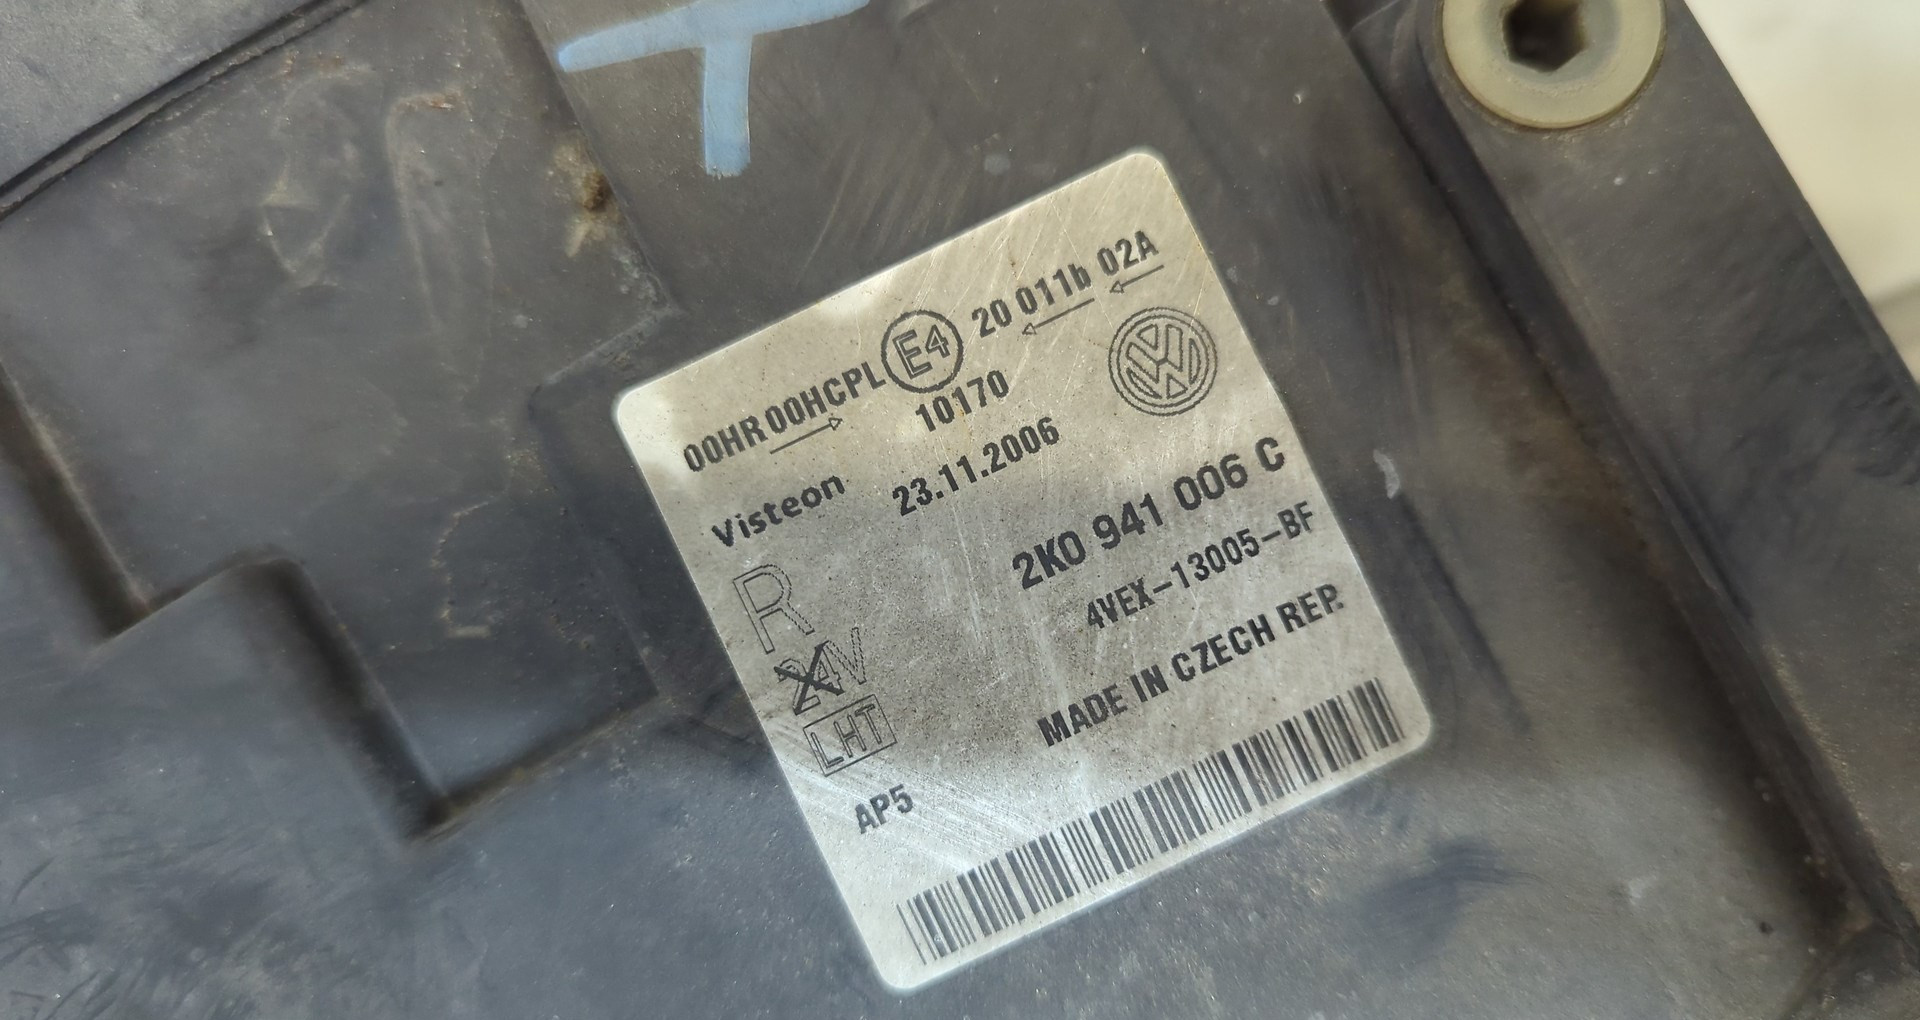 00HR 00HCPL E4 20 011b 02A
10170
Visteon 23.11.2006
2K0 941 006 C
4VEX-13005-BF
R
24V
LHT
MADE IN CZECH REP.
AP5